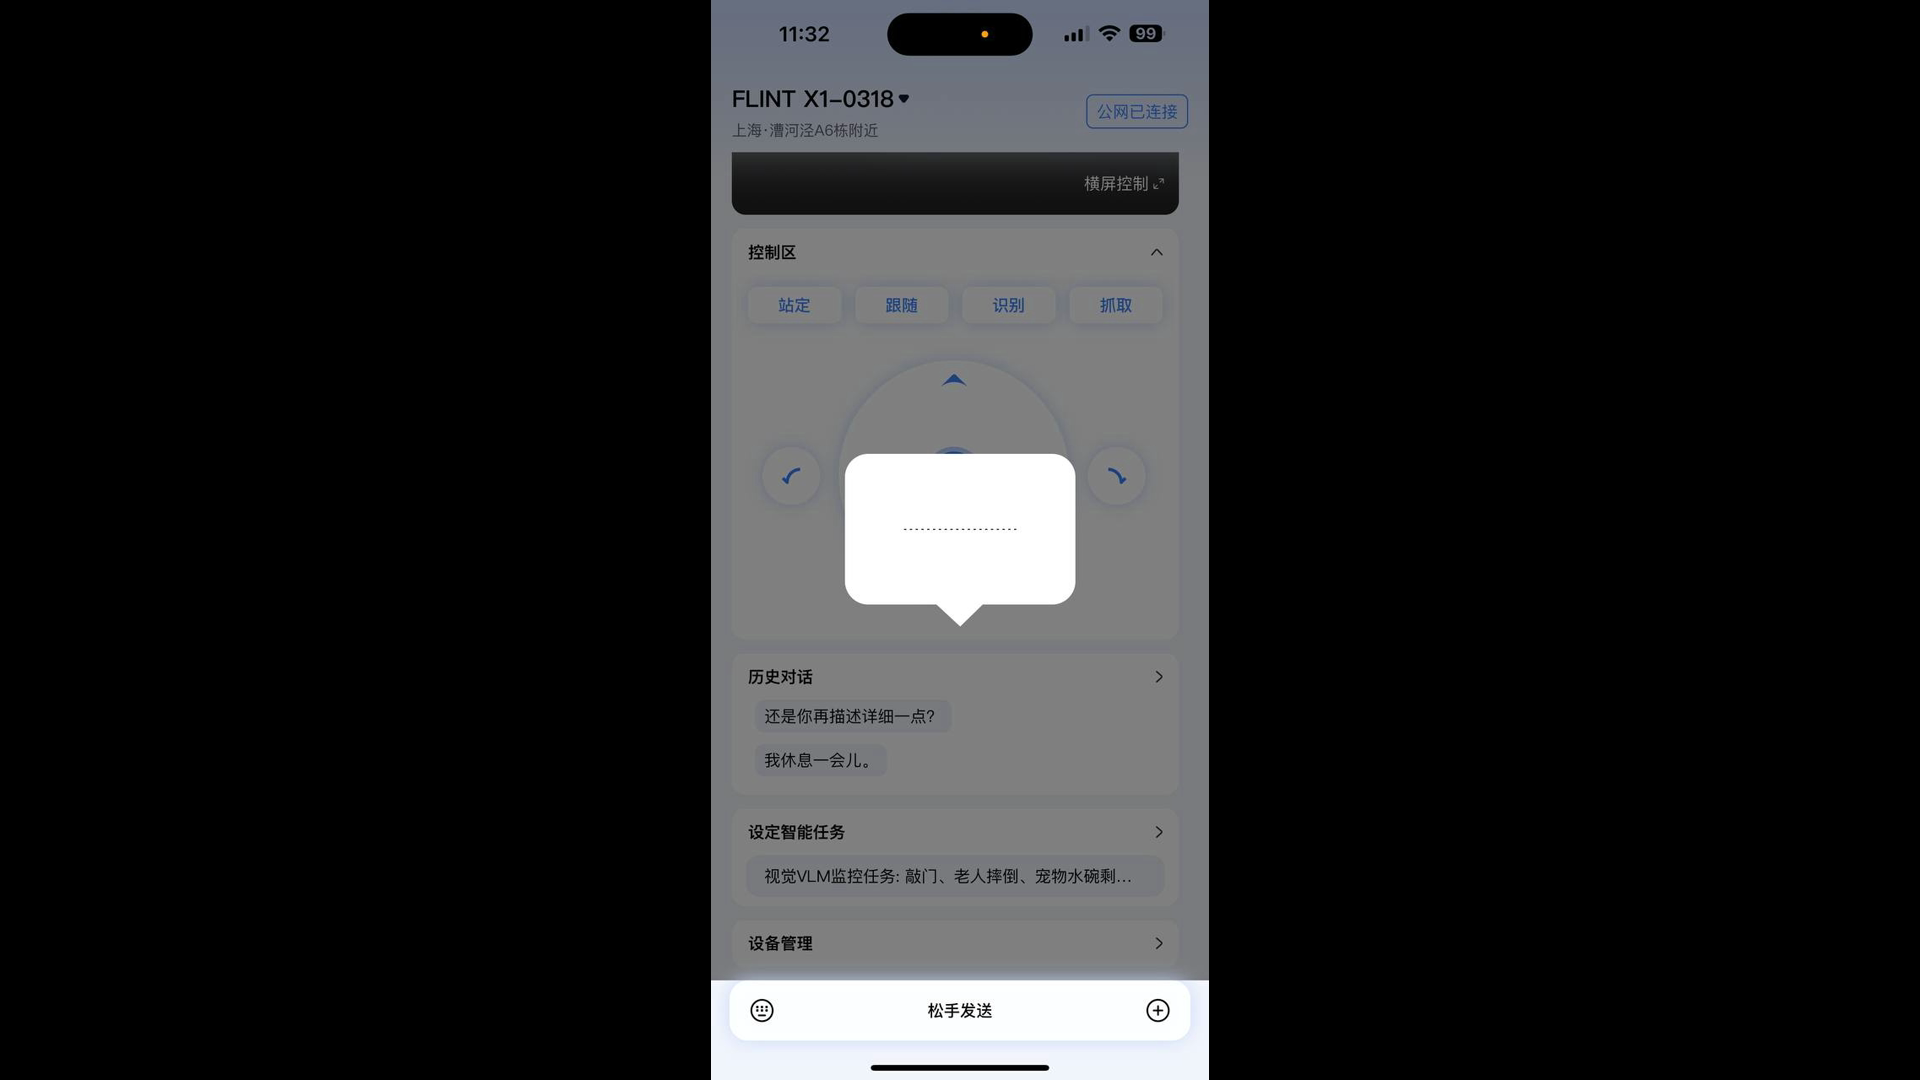 11:32
99
FLINT X1-0318
公网已连接
上海·漕河泾A6栋附近
横屏控制
控制区
站定
跟随
识别
抓取
历史对话
还是你再描述详细一点?
我休息一会儿。
设定智能任务
视觉VLM监控任务: 敲门、老人摔倒、宠物水碗剩...
设备管理
松手发送